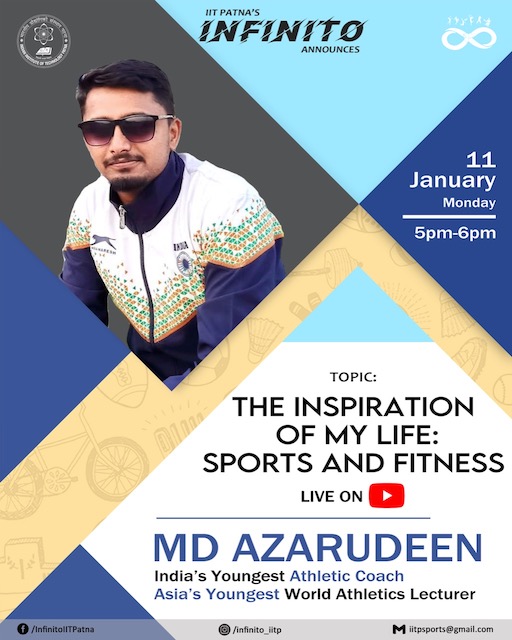 IIT PATNA'S
INFINITO
ANNOUNCES
11
January
Monday
5pm-6pm
INDIA
TOPIC:
THE INSPIRATION
OF MY LIFE:
SPORTS AND FITNESS
LIVE ON
MD AZARUDEEN
India's Youngest Athletic Coach
Asia's Youngest World Athletics Lecturer
/InfinitoIITPatna
/infinito_iitp
iitpsports@gmail.com